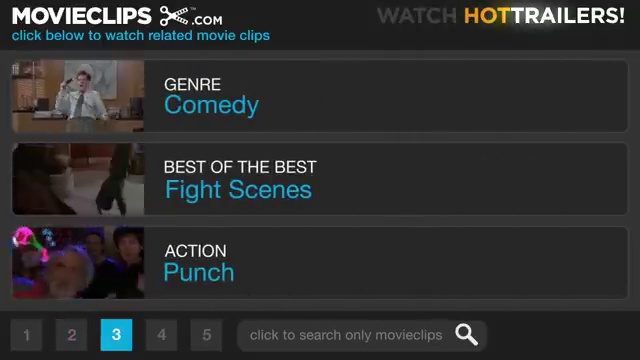 MOVIECLIPS .COM
WATCH HOTTRAILERS!
click below to watch related movie clips
GENRE
Comedy
BEST OF THE BEST
Fight Scenes
ACTION
Punch
1 2 3 4 5 click to search only movieclips